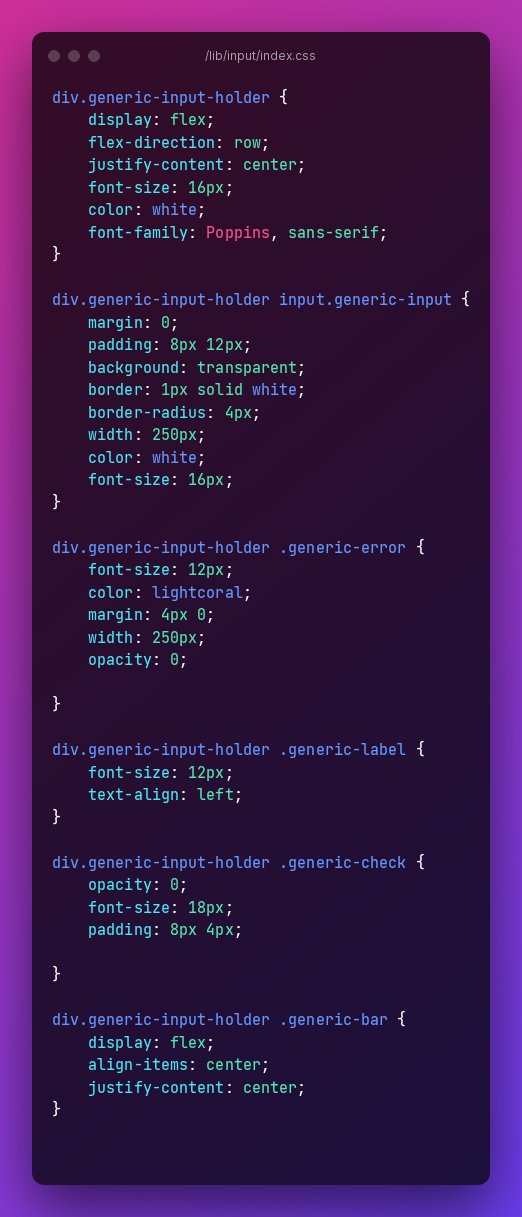 /lib/input/index.css
div.generic-input-holder {
    display: flex;
    flex-direction: row;
    justify-content: center;
    font-size: 16px;
    color: white;
    font-family: Poppins, sans-serif;
}

div.generic-input-holder input.generic-input {
    margin: 0;
    padding: 8px 12px;
    background: transparent;
    border: 1px solid white;
    border-radius: 4px;
    width: 250px;
    color: white;
    font-size: 16px;
}

div.generic-input-holder .generic-error {
    font-size: 12px;
    color: lightcoral;
    margin: 4px 0;
    width: 250px;
    opacity: 0;

}

div.generic-input-holder .generic-label {
    font-size: 12px;
    text-align: left;
}

div.generic-input-holder .generic-check {
    opacity: 0;
    font-size: 18px;
    padding: 8px 4px;

}

div.generic-input-holder .generic-bar {
    display: flex;
    align-items: center;
    justify-content: center;
}